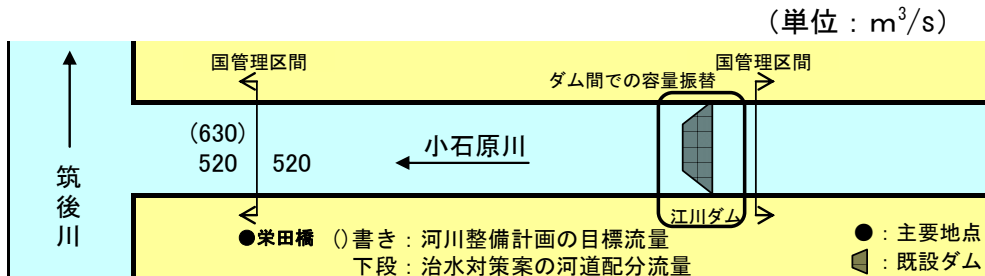 （単位：m³/s）
国管理区間
国管理区間
ダム間での容量振替
(630)
520
520
小石原川
筑後川
江川ダム
●栄田橋
()書き：河川整備計画の目標流量
下段：治水対策案の河道配分流量
●：主要地点
：既設ダム